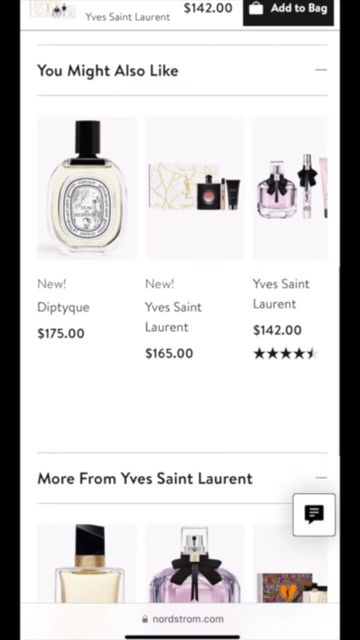 Yves Saint Laurent
$142.00
Add to Bag
You Might Also Like
New!
Diptyque
$175.00
New!
Yves Saint
Laurent
$165.00
Yves Saint
Laurent
$142.00
More From Yves Saint Laurent
nordstrom.com